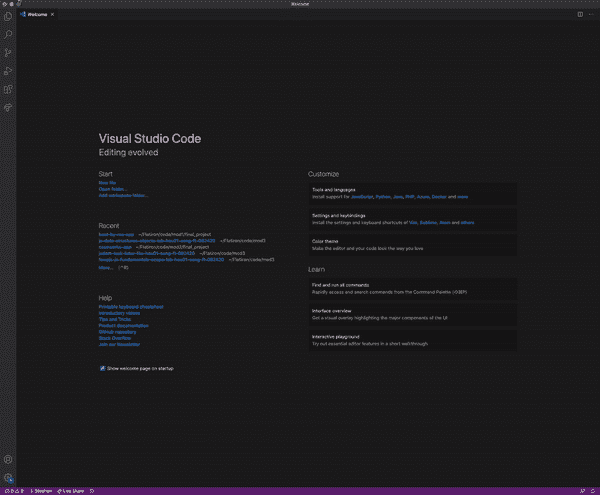 Welcome
Welcome
Visual Studio Code
Editing evolved
Start
New file
Open folder...
Add workspace folder...
Recent
~/Flatiron/code/mod1/final_project
~/Flatiron/code/mod3
~/Flatiron/code/mod2/final_project
~/Flatiron/code/mod3
~/Flatiron/code/mod3
More... (^R)
Help
Printable keyboard cheatsheet
Introductory videos
Tips and Tricks
Product documentation
GitHub repository
Stack Overflow
Join our Newsletter
Show welcome page on startup
Customize
Tools and languages
Install support for JavaScript, Python, Java, PHP, Azure, Docker and more
Settings and keybindings
Install the settings and keyboard shortcuts of Vim, Sublime, Atom and others
Color theme
Make the editor and your code look the way you love
Learn
Find and run all commands
Rapidly access and search commands from the Command Palette (⇧⌘P)
Interface overview
Get a visual overlay highlighting the major components of the UI
Interactive playground
Try out essential editor features in a short walkthrough
0 0 Stephen Live Share